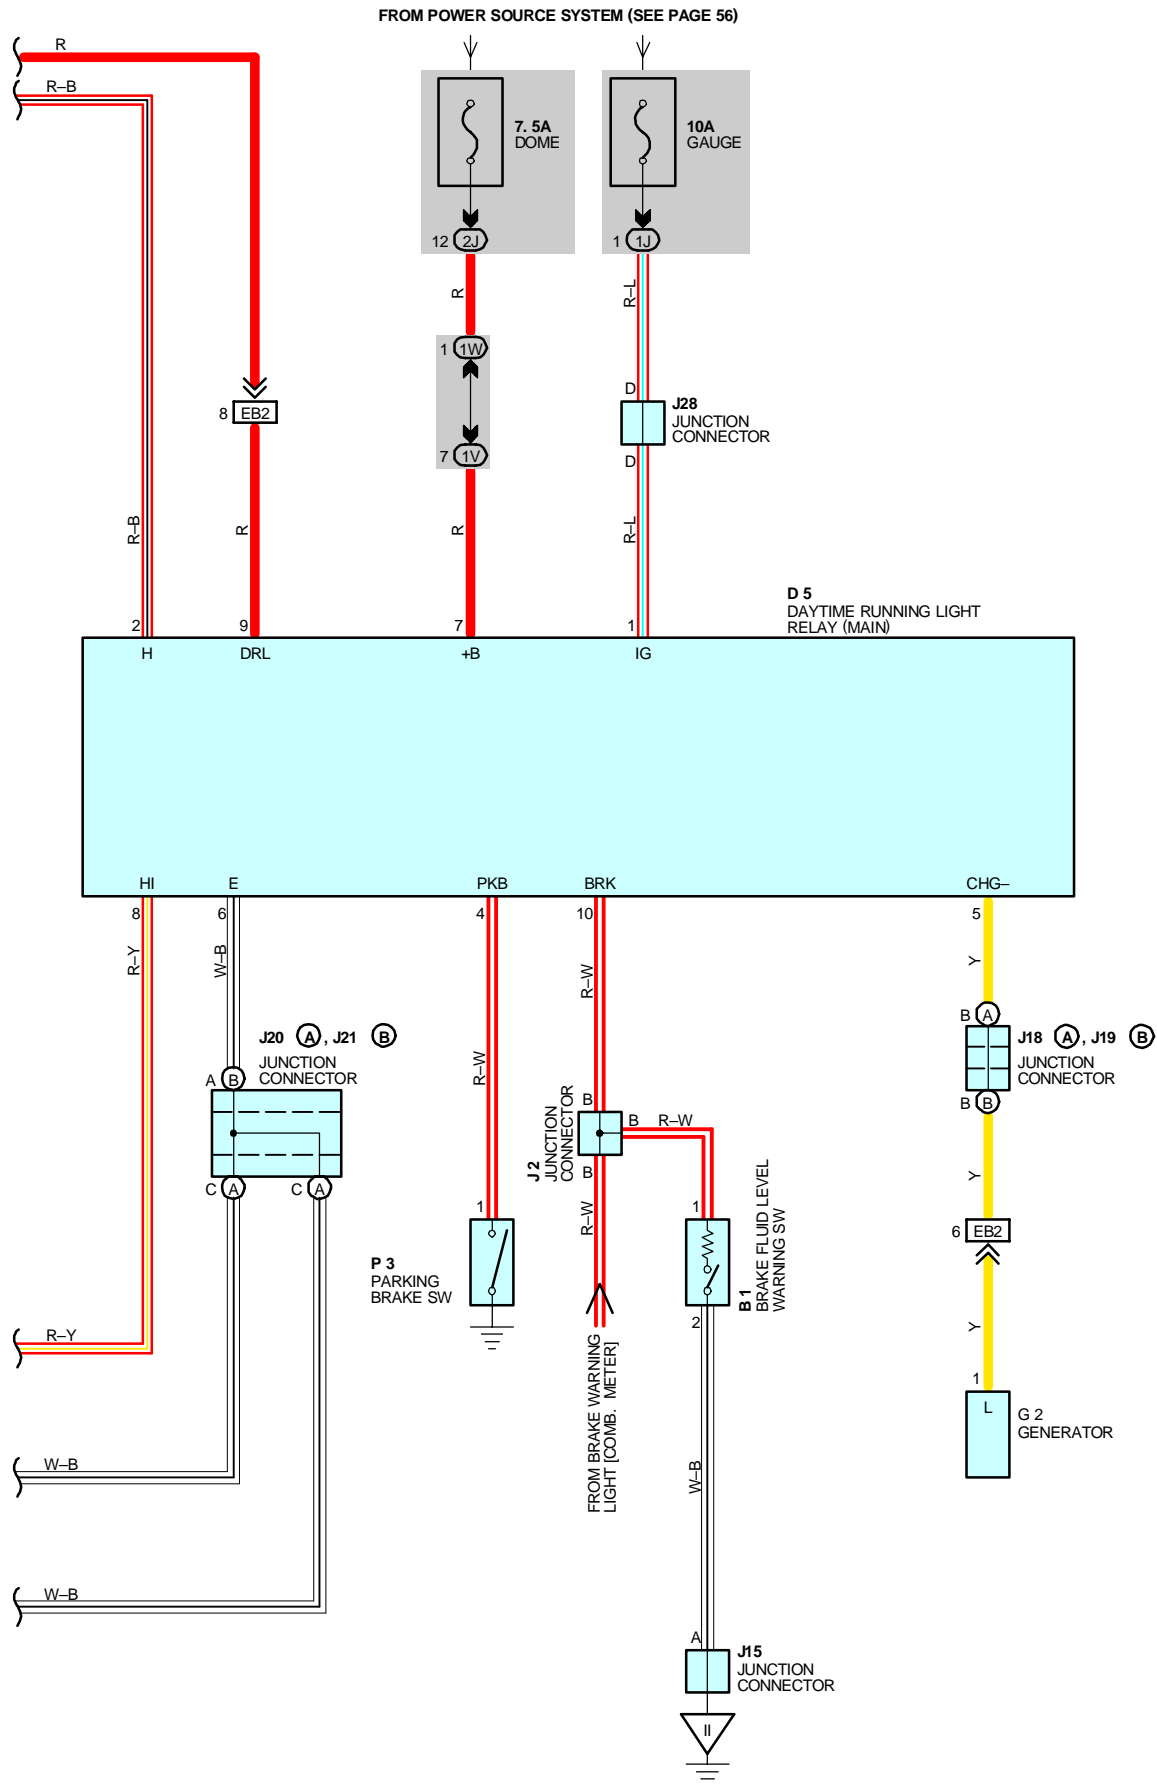 FROM POWER SOURCE SYSTEM (SEE PAGE 56)
R
R–B
7. 5A
DOME
10A
GAUGE
12 2J
1 1J
R
R–L
1 1W
D
J28
JUNCTION
CONNECTOR
8 EB2
7 1V
D
R–B
R
R
R–L
D 5
DAYTIME RUNNING LIGHT
RELAY (MAIN)
2
9
7
1
H
DRL
+B
IG
HI
E
PKB
BRK
CHG–
8
6
4
10
5
R–Y
W–B
R–W
Y
B A
J20 A , J21 B
JUNCTION
CONNECTOR
J18 A , J19 B
JUNCTION
CONNECTOR
A B
R–W
B
B B
J 2
JUNCTION
CONNECTOR
B R–W
B
C A
C A
R–W
1
1
Y
BRAKE FLUID LEVEL
WARNING SW
B 1
6 EB2
P 3
PARKING
BRAKE SW
2
R–Y
Y
FROM BRAKE WARNING
LIGHT [COMB. METER]
1
L
G 2
GENERATOR
W–B
W–B
W–B
A
J15
JUNCTION
CONNECTOR
II